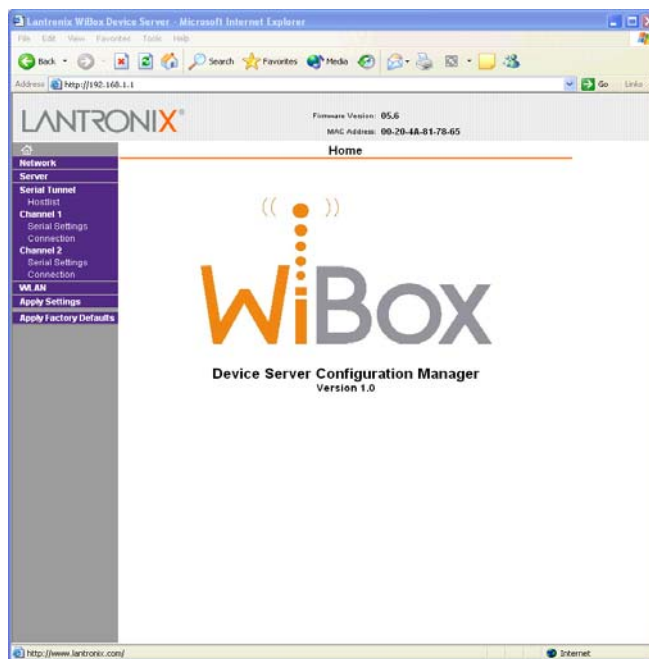 Lantronix WiBox Device Server - Microsoft Internet Explorer
File Edit View Favorites Tools Help
Back Search Favorites Media
Address http://192.168.1.1 Go Links
LANTRONIX®
Firmware Version: 05.6
MAC Address: 00-20-4A-81-78-65
Home
Network
Server
Serial Tunnel
Hostlist
Channel 1
Serial Settings
Connection
Channel 2
Serial Settings
Connection
WLAN
Apply Settings
Apply Factory Defaults
WiBox
Device Server Configuration Manager
Version 1.0
http://www.lantronix.com/ Internet